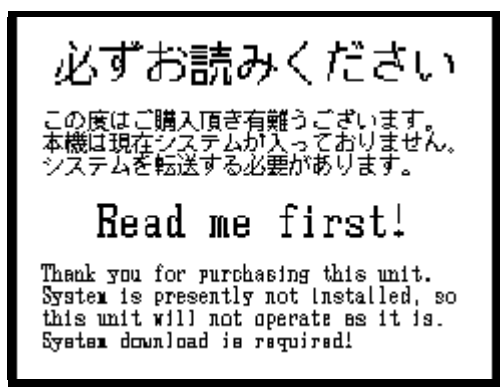 必ずお読みください
この度はご購入頂き有難うございます。
本機は現在システムが入っておりません。
システムを転送する必要があります。
Read me first!
Thank you for purchasing this unit.
System is presently not installed, so
this unit will not operate as it is.
System download is required!